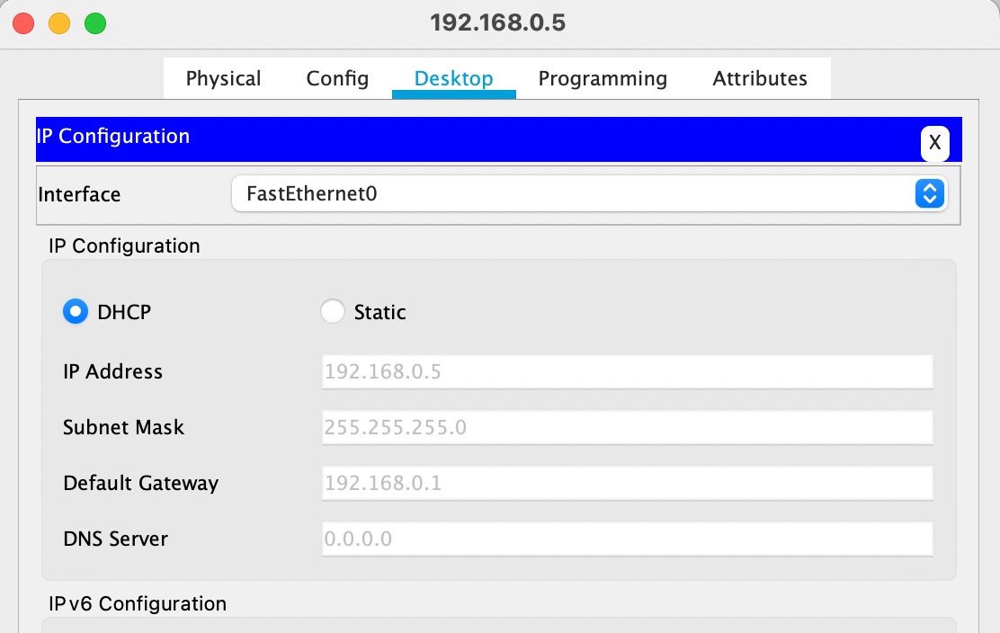 192.168.0.5
Physical Config Desktop Programming Attributes
IP Configuration
X
Interface FastEthernet0
IP Configuration
DHCP Static
IP Address 192.168.0.5
Subnet Mask 255.255.255.0
Default Gateway 192.168.0.1
DNS Server 0.0.0.0
IPv6 Configuration